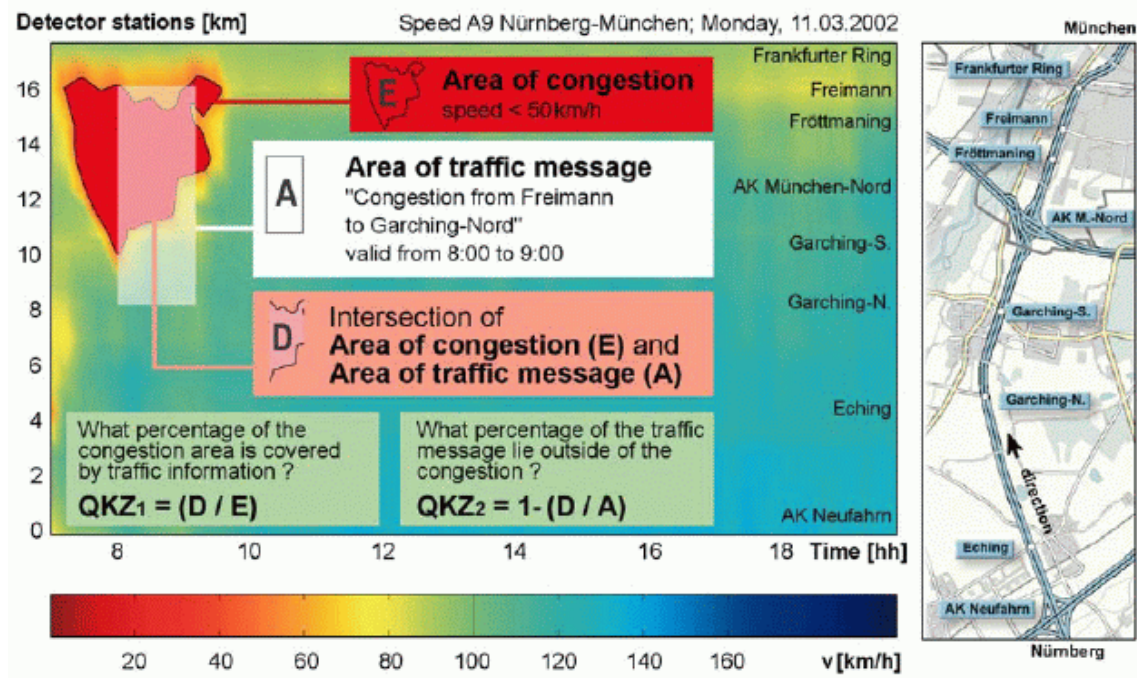 Detector stations [km]
Speed A9 Nürnberg-München; Monday, 11.03.2002
16
14
12
10
8
6
4
2
0
E
Area of congestion
speed < 50km/h
A
Area of traffic message
"Congestion from Freimann
to Garching-Nord"
valid from 8:00 to 9:00
D
Intersection of
Area of congestion (E) and
Area of traffic message (A)
What percentage of the
congestion area is covered
by traffic information ?
QKZ1 = (D / E)
What percentage of the traffic
message lie outside of the
congestion ?
QKZ2 = 1-(D / A)
Frankfurter Ring
Freimann
Fröttmaning
AK München-Nord
Garching-S.
Garching-N.
Eching
AK Neufahrn
8 10 12 14 16 18 Time [hh]
20 40 60 80 100 120 140 160 v [km/h]
München
Frankfurter Ring
Freimann
Fröttmaning
AK M.-Nord
Garching-S.
Garching-N.
direction
Eching
AK Neufahrn
Nürnberg